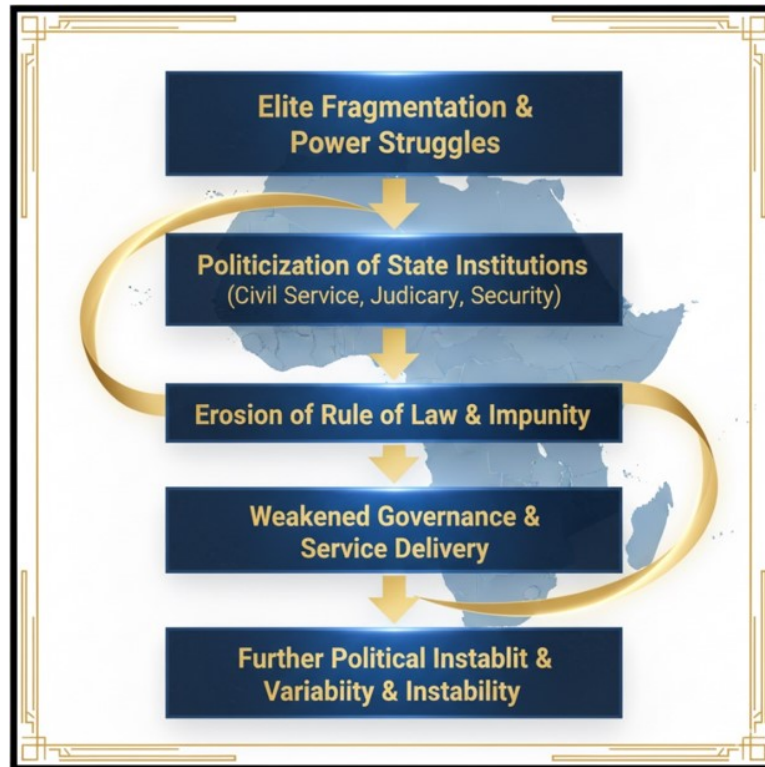 Elite Fragmentation &
Power Struggles
Politicization of State Institutions
(Civil Service, Judicary, Security)
Erosion of Rule of Law & Impunity
Weakened Governance &
Service Delivery
Further Political Instablit &
Variabiity & Instability